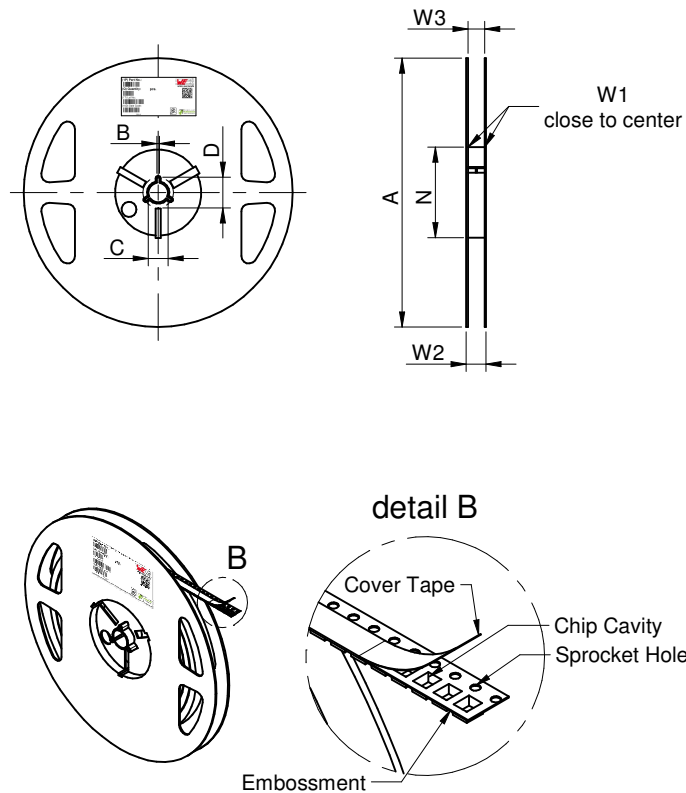 W3
W1
close to center
B
D
A
N
C
W2
detail B
B
Cover Tape
Chip Cavity
Sprocket Hole
Embossment